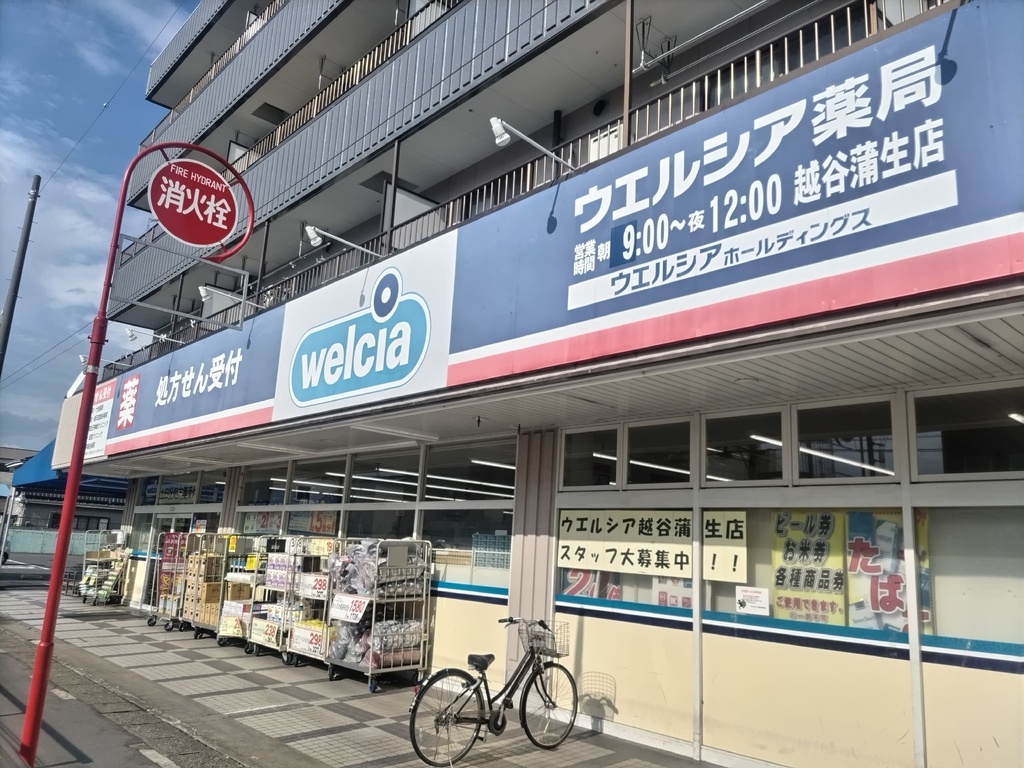 FIRE HYDRANT
消火栓
ウエルシア薬局
営業時間 朝9:00~夜12:00 越谷蒲生店
ウエルシアホールディングス
welcia
薬 処方せん受付
ウエルシア越谷蒲生店
スタッフ大募集中!!
ビール券
お米券
各種商品券
ご使用できます。
たば
298
298
1,580